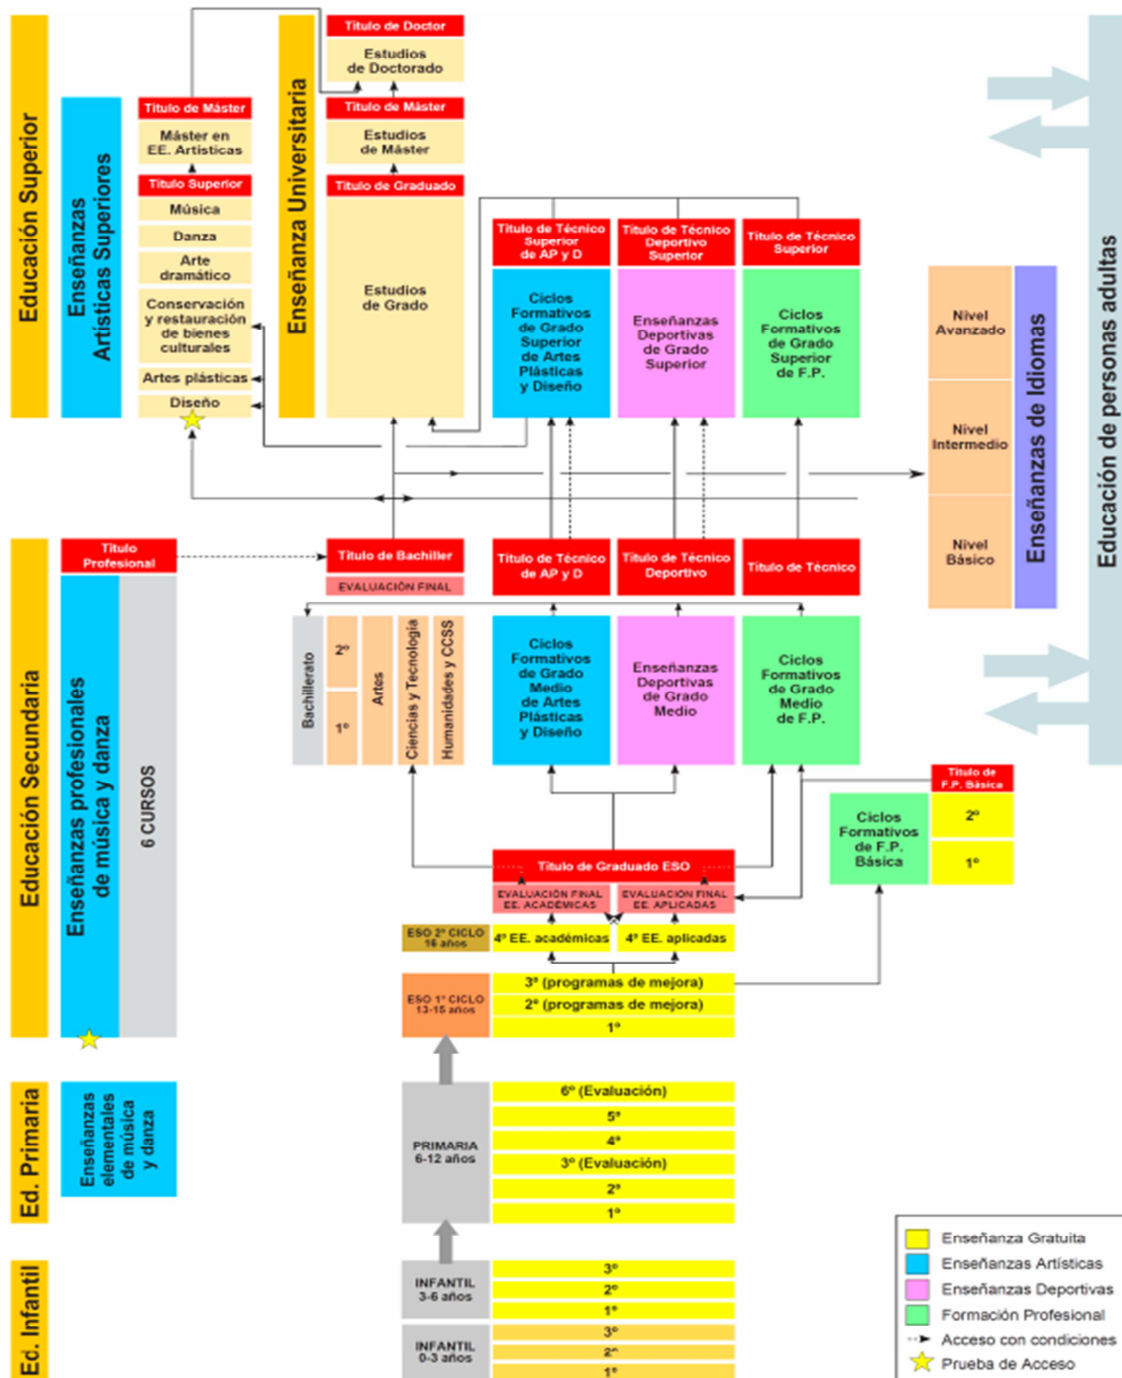 Educación Superior
Enseñanzas
Artísticas Superiores
Título de Máster
Máster en
EE. Artísticas
Título Superior
Música
Danza
Arte
dramático
Conservación
y restauración
de bienes
culturales
Artes plásticas
Diseño
Enseñanza Universitaria
Título de Doctor
Estudios
de Doctorado
Título de Máster
Estudios
de Máster
Título de Graduado
Estudios
de Grado
Título de Técnico
Superior
de AP y D
Ciclos
Formativos
de Grado
Superior
de Artes
Plásticas
y Diseño
Título de Técnico
Deportivo
Superior
Enseñanzas
Deportivas
de Grado
Superior
Título de Técnico
Superior
Ciclos
Formativos
de Grado
Superior
de F.P.
Nivel
Avanzado
Nivel
Intermedio
Nivel
Básico
Enseñanzas de Idiomas
Educación de personas adultas
Educación Secundaria
Título
Profesional
Enseñanzas profesionales
de música y danza
6 CURSOS
Título de Bachiller
EVALUACIÓN FINAL
Bachillerato
2º
1º
Artes
Ciencias y Tecnología
Humanidades y CCSS
Título de Técnico
de AP y D
Ciclos
Formativos
de Grado
Medio
de Artes
Plásticas
y Diseño
Título de Técnico
Deportivo
Enseñanzas
Deportivas
de Grado
Medio
Título de Técnico
Ciclos
Formativos
de Grado
Medio
de F.P.
Título de
F.P. Básica
Ciclos
Formativos
de F.P.
Básica
2º
1º
Título de Graduado ESO
EVALUACIÓN FINAL
EE. ACADÉMICAS
EVALUACIÓN FINAL
EE. APLICADAS
ESO 2º CICLO
16 años
4º EE. académicas
4º EE. aplicadas
ESO 1º CICLO
13-15 años
3º (programas de mejora)
2º (programas de mejora)
1º
Ed. Primaria
Enseñanzas
elementales
de música
y danza
PRIMARIA
6-12 años
6º (Evaluación)
5º
4º
3º (Evaluación)
2º
1º
Ed. Infantil
INFANTIL
3-6 años
3º
2º
1º
INFANTIL
0-3 años
3º
2º
1º
Enseñanza Gratuita
Enseñanzas Artísticas
Enseñanzas Deportivas
Formación Profesional
Acceso con condiciones
Prueba de Acceso